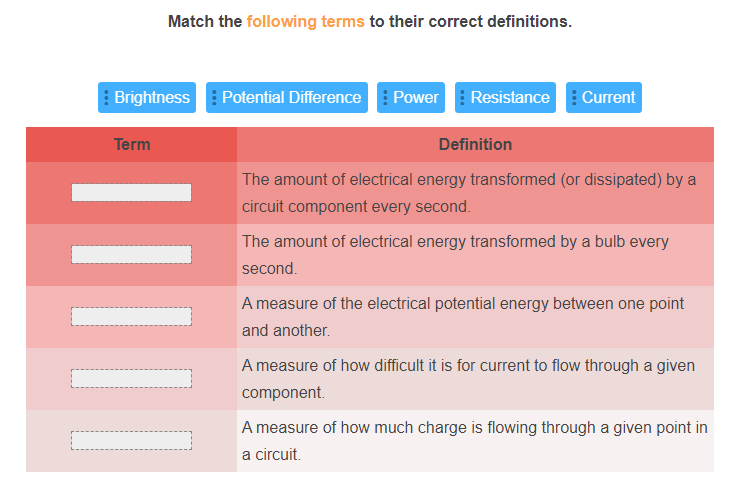 Match the following terms to their correct definitions.
Brightness Potential Difference Power Resistance Current
Term Definition
The amount of electrical energy transformed (or dissipated) by a
circuit component every second.
The amount of electrical energy transformed by a bulb every
second.
A measure of the electrical potential energy between one point
and another.
A measure of how difficult it is for current to flow through a given
component.
A measure of how much charge is flowing through a given point in
a circuit.